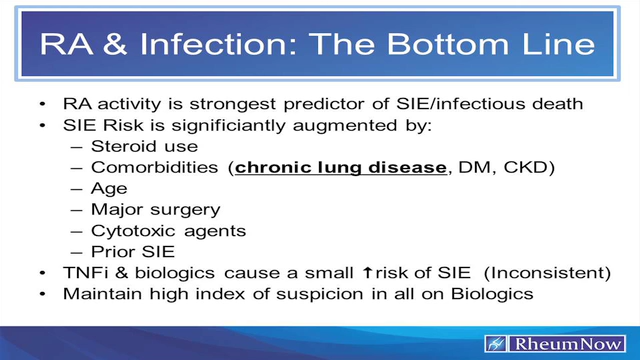 RA & Infection: The Bottom Line
• RA activity is strongest predictor of SIE/infectious death
• SIE Risk is significiantly augmented by:
– Steroid use
– Comorbidities (chronic lung disease, DM, CKD)
– Age
– Major surgery
– Cytotoxic agents
– Prior SIE
• TNFi & biologics cause a small ↑risk of SIE (Inconsistent)
• Maintain high index of suspicion in all on Biologics
RheumNow